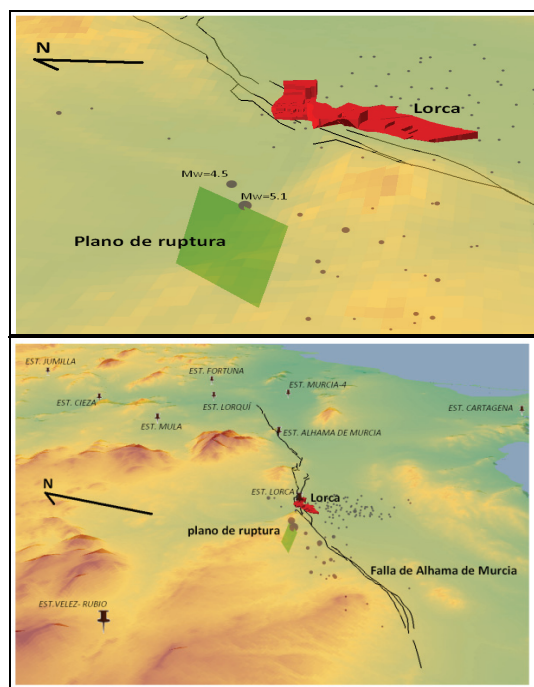 N
Lorca
Mw=4.5
Mw=5.1
Plano de ruptura
EST. JUMILLA
EST. FORTUNA
EST. MURCIA-4
EST. CIEZA
EST. LORQUÍ
EST. CARTAGENA
EST. MULA
EST. ALHAMA DE MURCIA
N
EST. LORCA
Lorca
plano de ruptura
Falla de Alhama de Murcia
EST.VELEZ- RUBIO